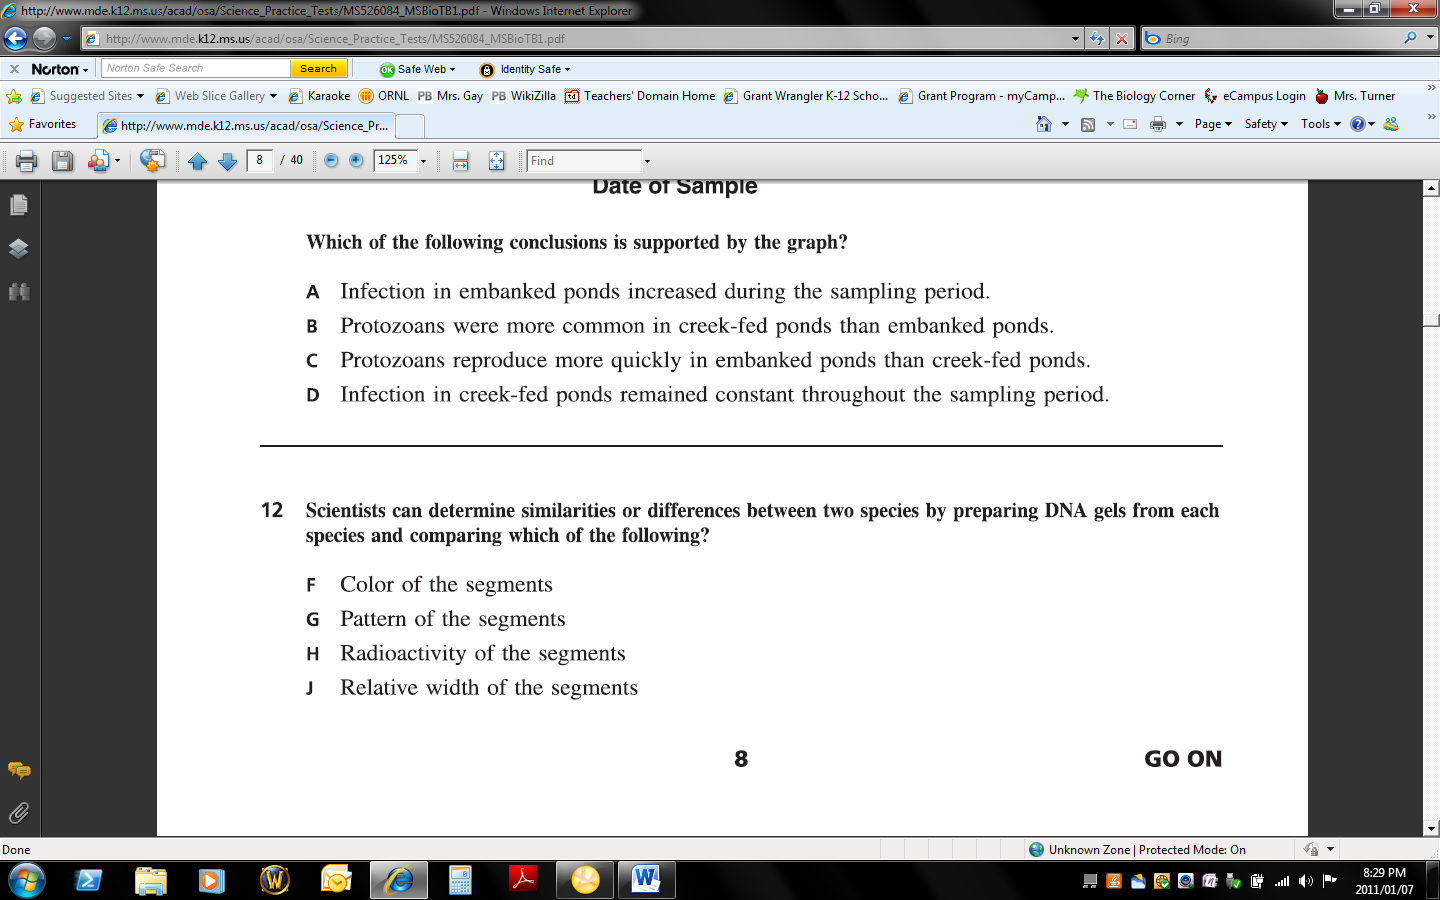 http://www.mde.k12.ms.us/acad/osa/Science_Practice_Tests/MS526084_MSBioTB1.pdf - Windows Internet Explorer
http://www.mde.k12.ms.us/acad/osa/Science_Practice_Tests/MS526084_MSBioTB1.pdf
Bing
X Norton Norton Safe Search Search OK Safe Web Identity Safe
Suggested Sites Web Slice Gallery Karaoke ORNL PB Mrs. Gay PB WikiZilla td Teachers' Domain Home Grant Wrangler K-12 Scho... Grant Program - myCamp... The Biology Corner eCampus Login Mrs. Turner
Favorites http://www.mde.k12.ms.us/acad/osa/Science_Pr... Page Safety Tools
8 / 40 125% Find
Date of Sample
Which of the following conclusions is supported by the graph?
A Infection in embanked ponds increased during the sampling period.
B Protozoans were more common in creek-fed ponds than embanked ponds.
C Protozoans reproduce more quickly in embanked ponds than creek-fed ponds.
D Infection in creek-fed ponds remained constant throughout the sampling period.
12 Scientists can determine similarities or differences between two species by preparing DNA gels from each
species and comparing which of the following?
F Color of the segments
G Pattern of the segments
H Radioactivity of the segments
J Relative width of the segments
8 GO ON
Done Unknown Zone | Protected Mode: On
8:29 PM
2011/01/07